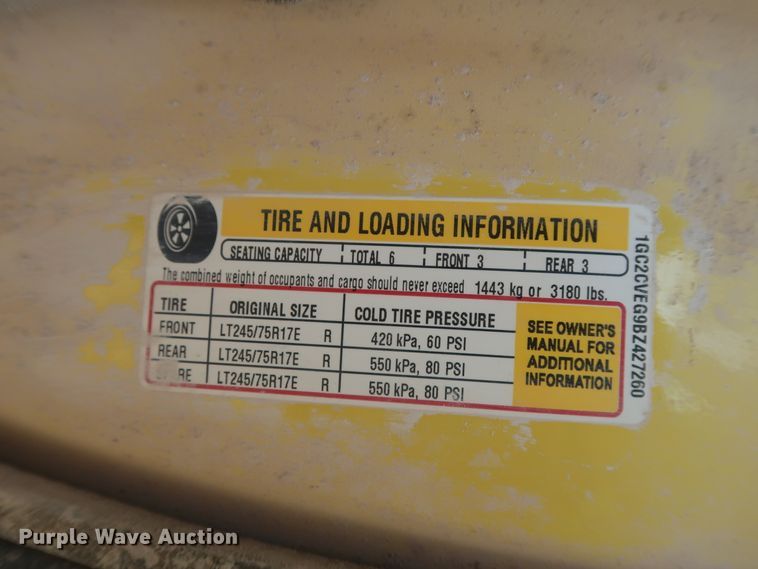 TIRE AND LOADING INFORMATION
SEATING CAPACITY TOTAL 6 FRONT 3 REAR 3
The combined weight of occupants and cargo should never exceed 1443 kg or 3180 lbs.
TIRE ORIGINAL SIZE COLD TIRE PRESSURE
FRONT LT245/75R17E R 420 kPa, 60 PSI
REAR LT245/75R17E R 550 kPa, 80 PSI
LT245/75R17E R 550 kPa, 80 PSI
SEE OWNER'S
MANUAL FOR
ADDITIONAL
INFORMATION
1GC2CVEG9BZ427260
Purple Wave Auction